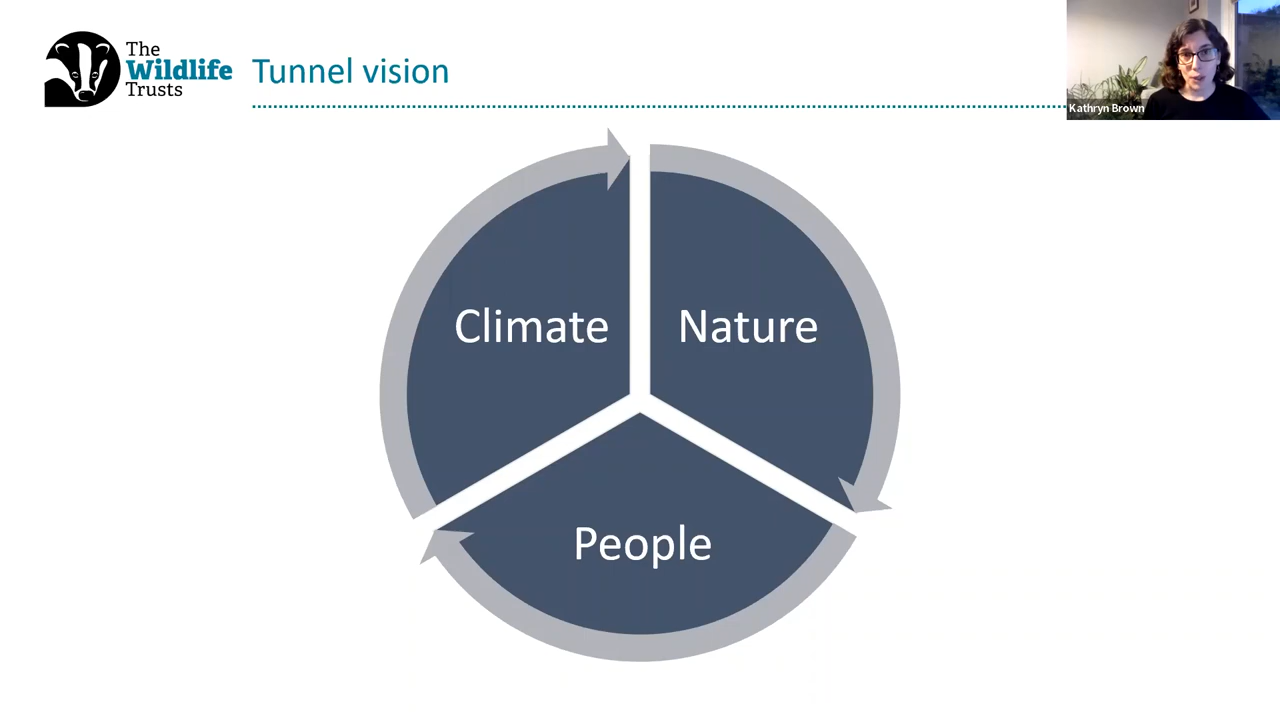 The
Wildlife
Trusts
Tunnel vision
Kathryn Brown
Climate
Nature
People